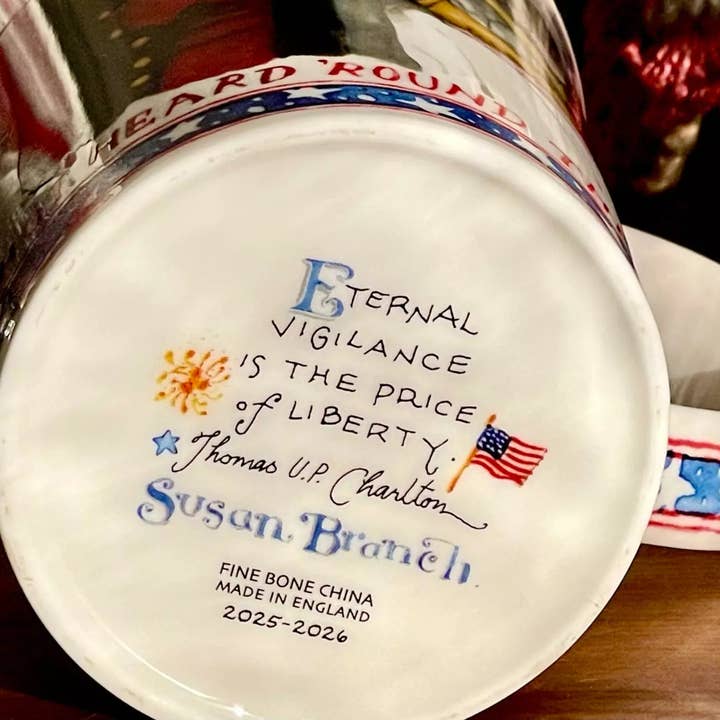 HEARD 'ROUND
ETERNAL
VIGILANCE
IS THE PRICE
of LIBERTY.
Thomas U.P. Charlton
Susan Branch.
FINE BONE CHINA
MADE IN ENGLAND
2025-2026